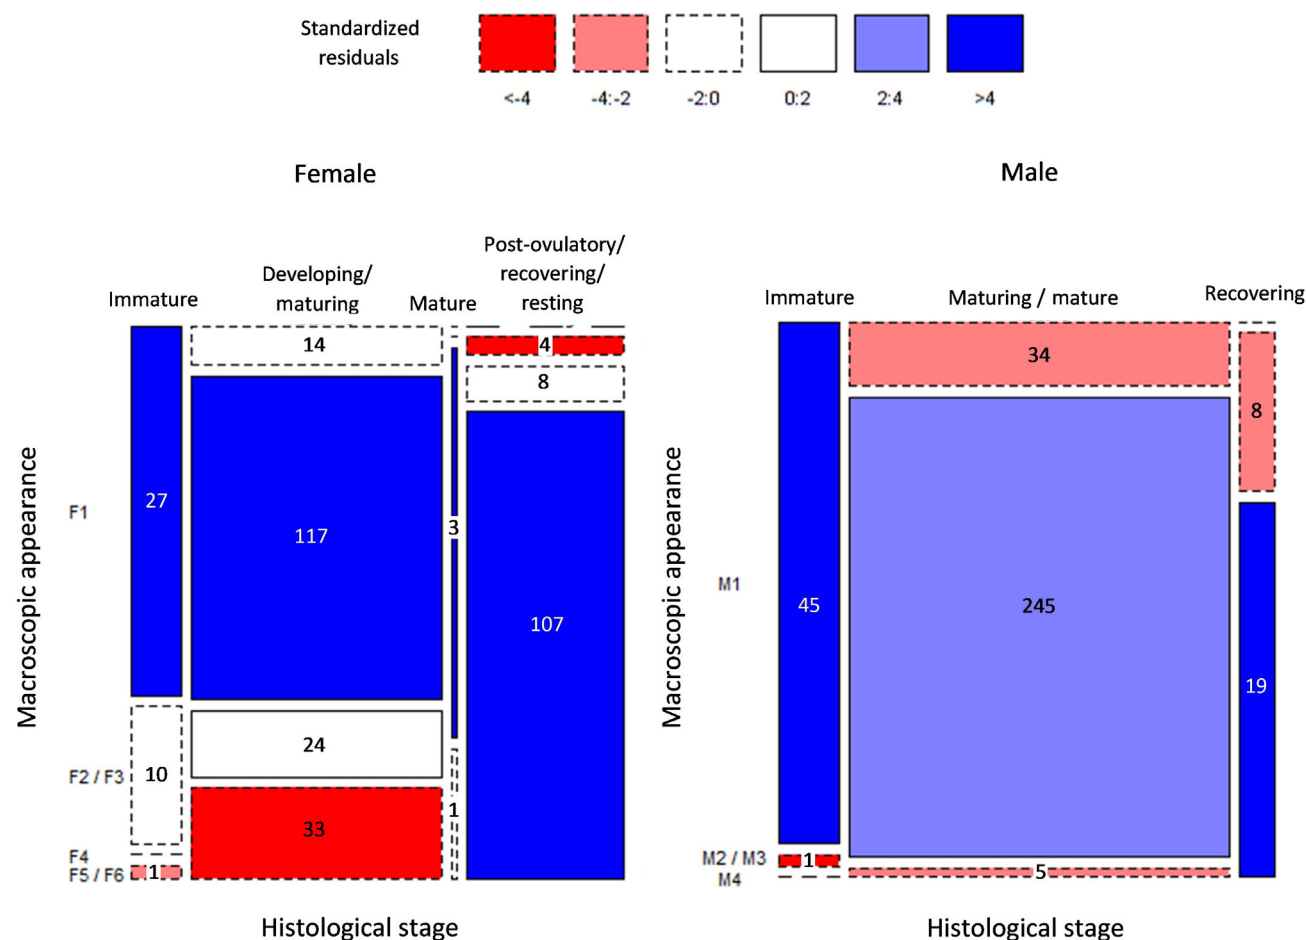 Standardized
residuals
<-4
-4:-2
-2:0
0:2
2:4
>4
Female
Male
Immature
Developing/
maturing
Mature
Post-ovulatory/
recovering/
resting
Immature
Maturing / mature
Recovering
Macroscopic appearance
F1
F2 / F3
F4
F5 / F6
27
10
1
14
117
24
33
3
1
4
8
107
Histological stage
Macroscopic appearance
M1
M2 / M3
M4
45
1
34
245
5
8
19
Histological stage